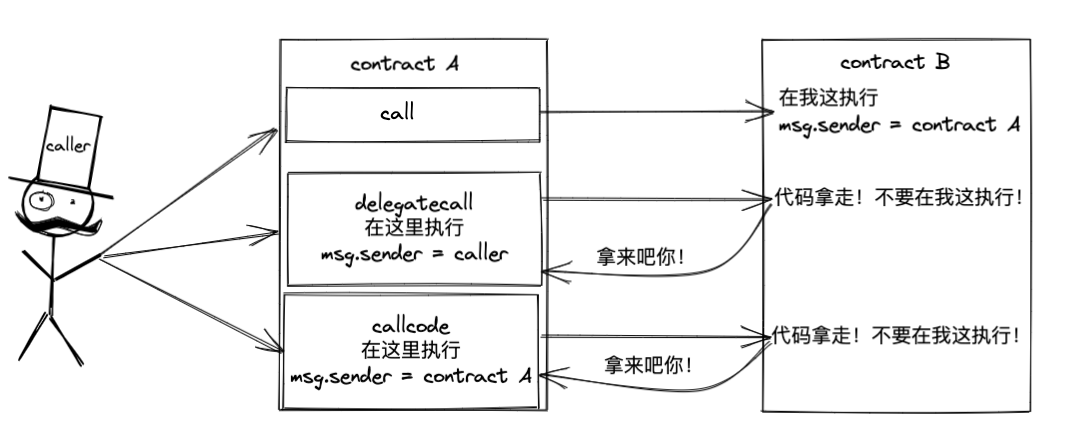 caller
contract A
call
delegatecall
在这里执行
msg.sender = caller
callcode
在这里执行
msg.sender = contract A
拿来吧你！
拿来吧你！
contract B
在我这执行
msg.sender = contract A
代码拿走！不要在我这执行！
代码拿走！不要在我这执行！